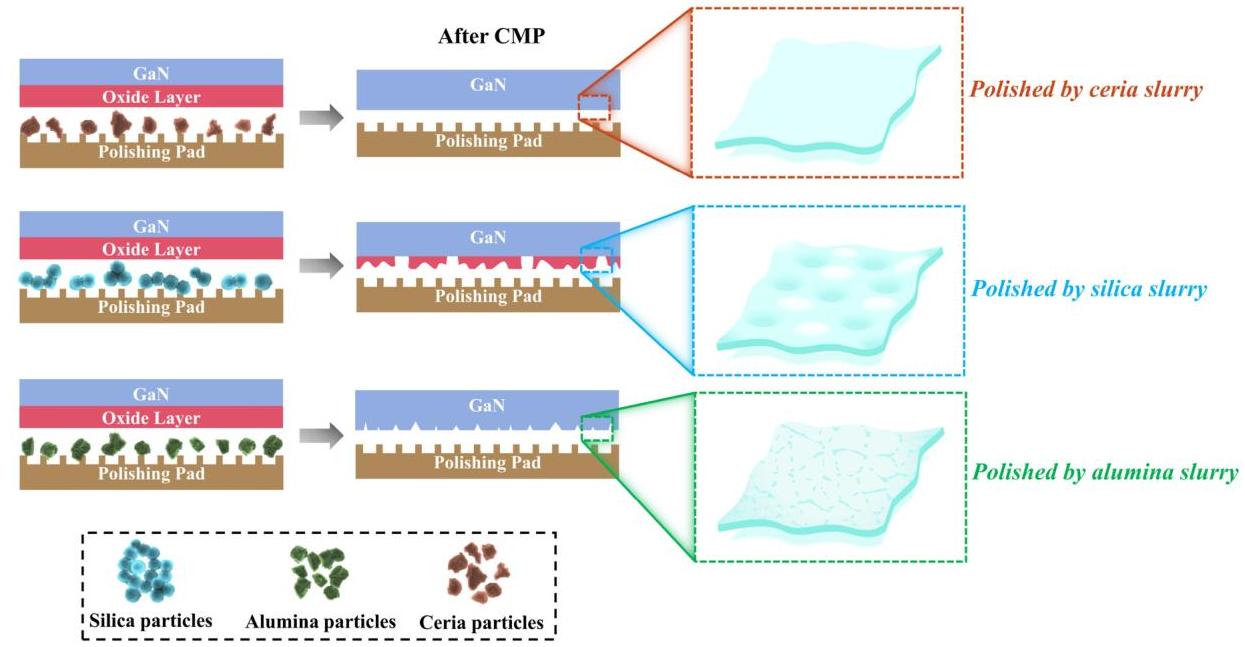 After CMP
GaN
Oxide Layer
Polishing Pad
GaN
Polishing Pad
Polished by ceria slurry
GaN
Oxide Layer
Polishing Pad
GaN
Polishing Pad
Polished by silica slurry
GaN
Oxide Layer
Polishing Pad
GaN
Polishing Pad
Polished by alumina slurry
Silica particles
Alumina particles
Ceria particles